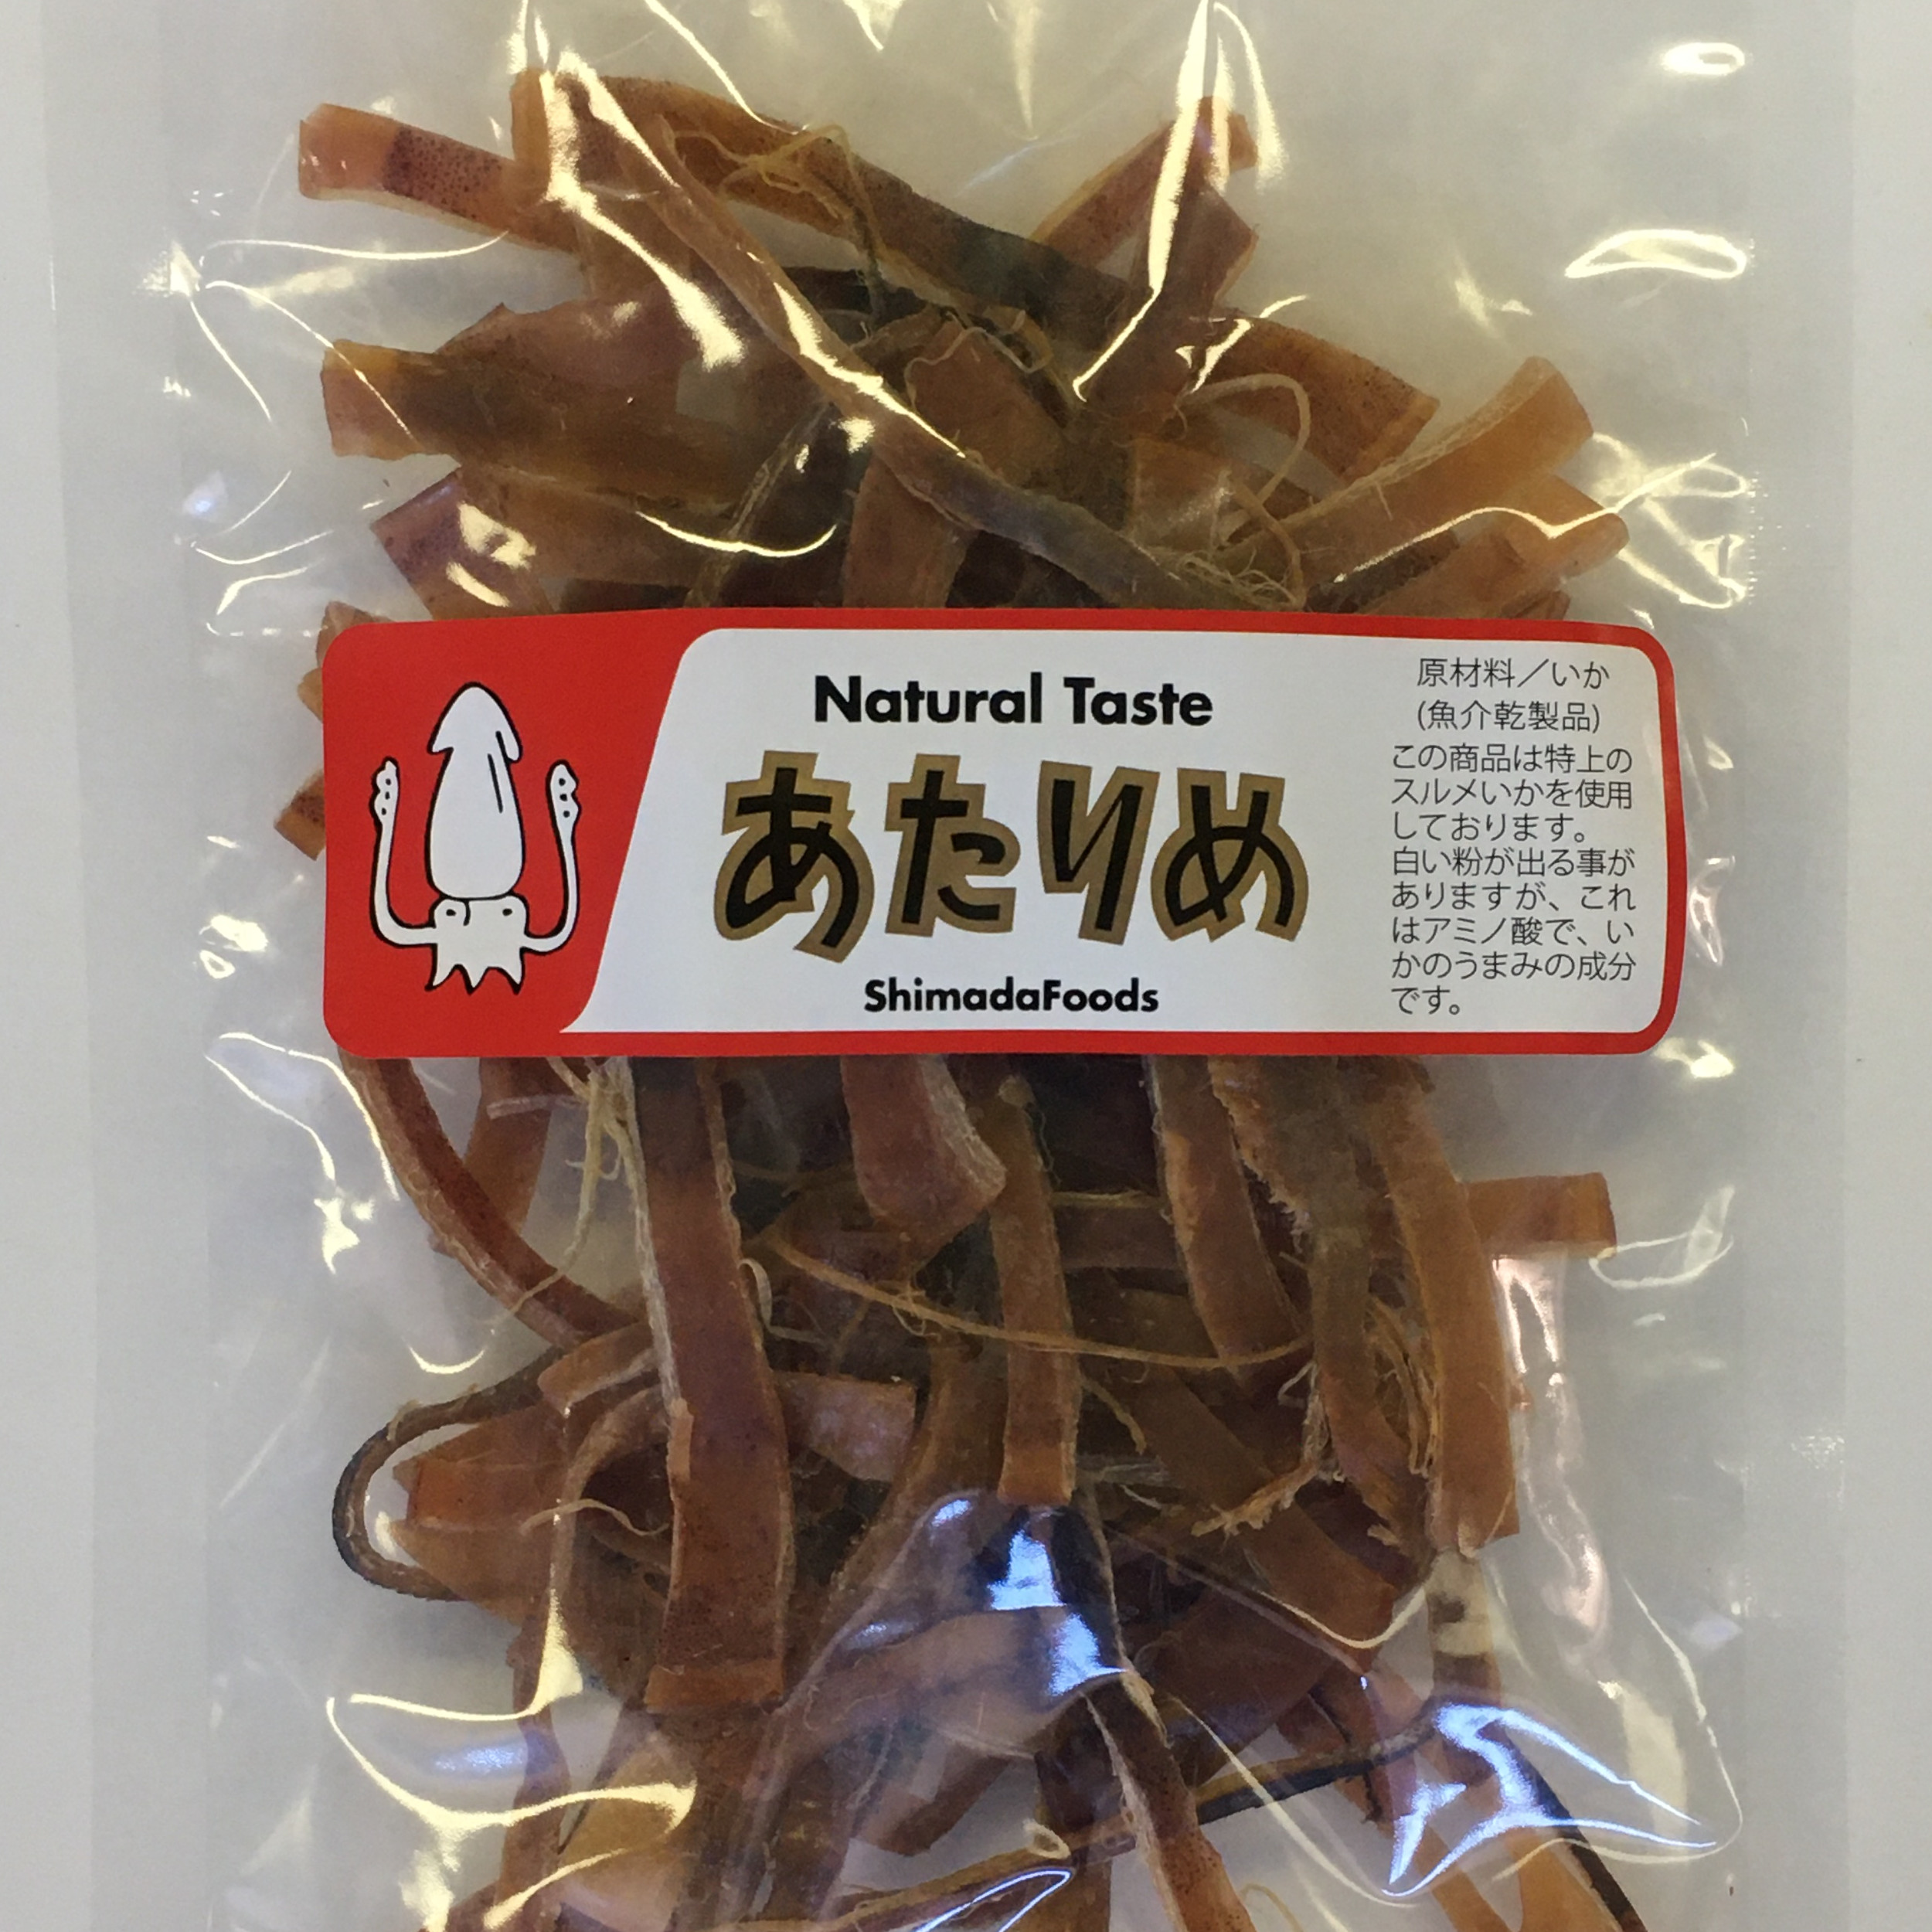 Natural Taste
あたりめ
ShimadaFoods
原材料／いか
(魚介乾製品)
この商品は特上の
スルメいかを使用
しております。
白い粉が出る事が
ありますが、これ
はアミノ酸で、い
かのうまみの成分
です。